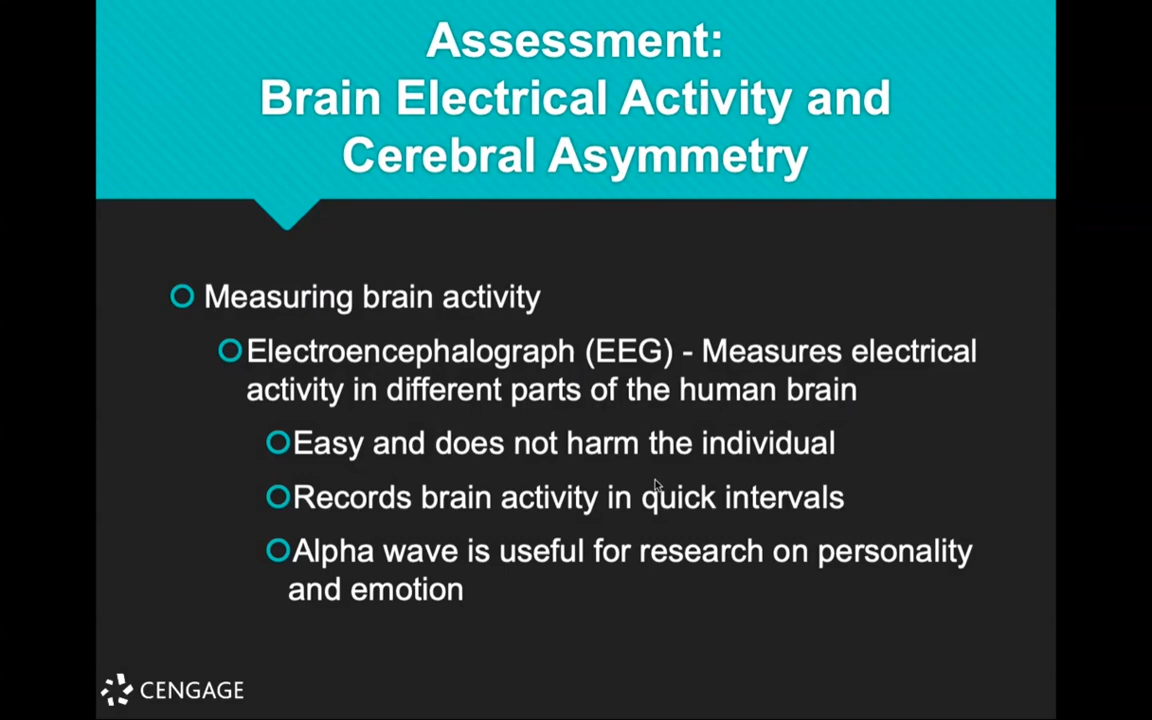 Assessment:
Brain Electrical Activity and
Cerebral Asymmetry
Measuring brain activity
Electroencephalograph (EEG) - Measures electrical
activity in different parts of the human brain
Easy and does not harm the individual
Records brain activity in quick intervals
Alpha wave is useful for research on personality
and emotion
CENGAGE